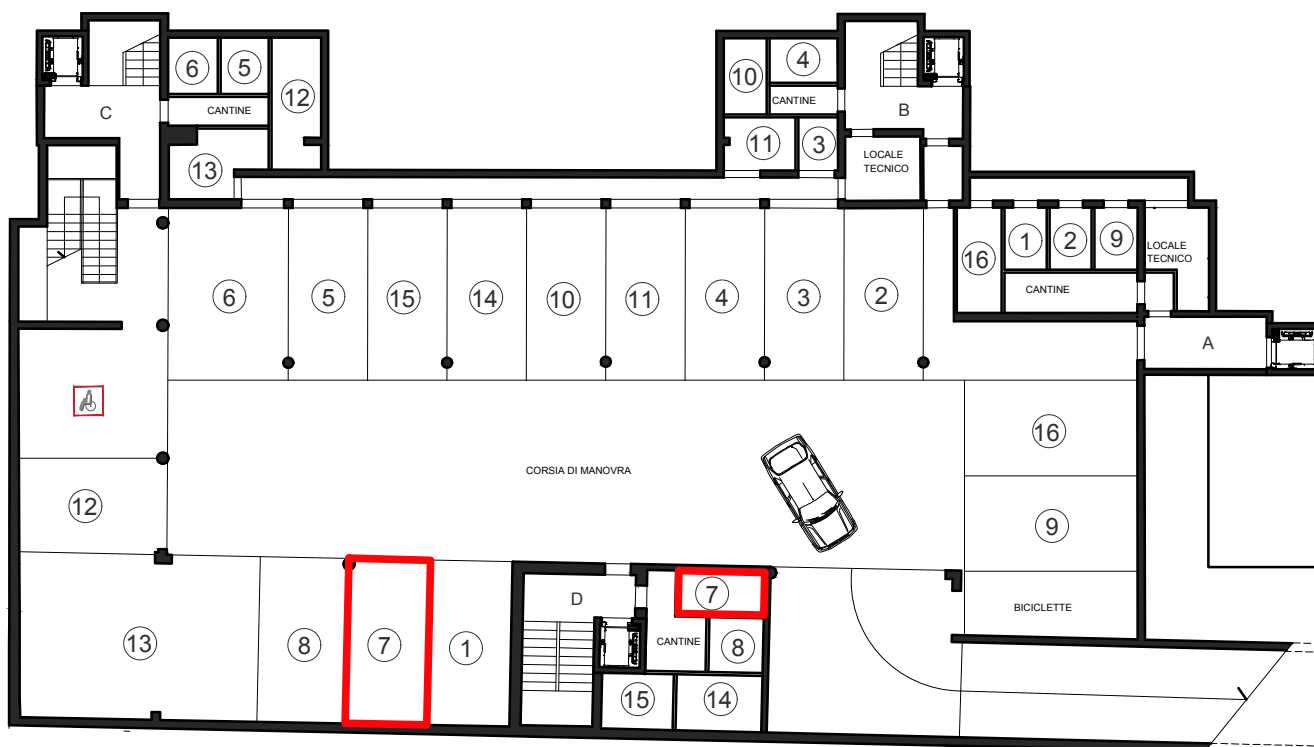 6
5
12
C
CANTINE
13
10
4
CANTINE
11
3
B
LOCALE
TECNICO
16
1
2
9
LOCALE
TECNICO
CANTINE
A
6
5
15
14
10
11
4
3
2
16
12
CORSIA DI MANOVRA
9
BICICLETTE
13
8
7
1
D
7
CANTINE
8
15
14